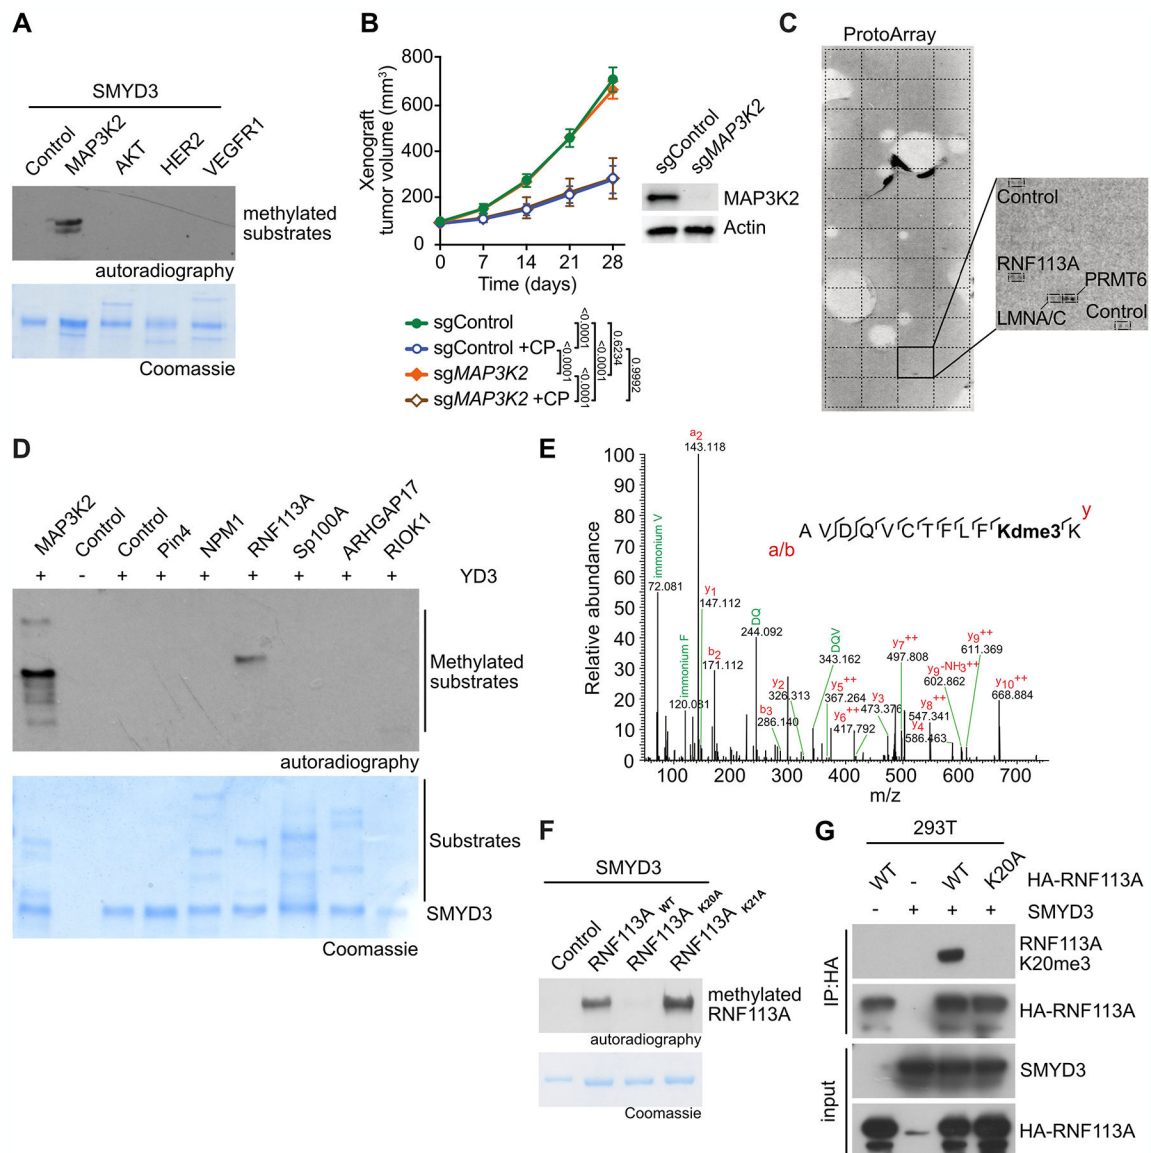 A
SMYD3
Control
MAP3K2
AKT
HER2
VEGFR1
methylated
substrates
autoradiography
Coomassie
B
Xenograft
tumor volume (mm³)
800
600
400
200
0
0 7 14 21 28
Time (days)
sgControl
sgMAP3K2
MAP3K2
Actin
sgControl
sgControl +CP
sgMAP3K2
sgMAP3K2 +CP
<0.0001
<0.0001
<0.0001
<0.0001
0.6234
0.9992
C
ProtoArray
Control
RNF113A
PRMT6
LMNA/C
Control
D
MAP3K2
Control
Control
Pin4
NPM1
RNF113A
Sp100A
ARHGAP17
RIOK1
+ - + + + + + + + YD3
Methylated
substrates
autoradiography
Substrates
SMYD3
Coomassie
E
Relative abundance
100
90
80
70
60
50
40
30
20
10
0
100 200 300 400 500 600 700
m/z
a2
143.118
immonium V
72.081
y1
147.112
immonium F
120.081
b2
171.112
DQ
244.092
b3
286.140
y2
326.313
DQV
343.162
y5++
367.264
y6++
417.792
y3
473.376
y7++
497.808
y8++
547.341
y4
586.463
y9-NH3++
602.862
y9++
611.369
y10++
668.884
y
A V D Q V C T F L F Kdme3 K
a/b
F
SMYD3
Control
RNF113A WT
RNF113A K20A
RNF113A K21A
methylated
RNF113A
autoradiography
Coomassie
G
293T
WT - WT K20A HA-RNF113A
- + + + SMYD3
IP:HA
RNF113A
K20me3
HA-RNF113A
input
SMYD3
HA-RNF113A